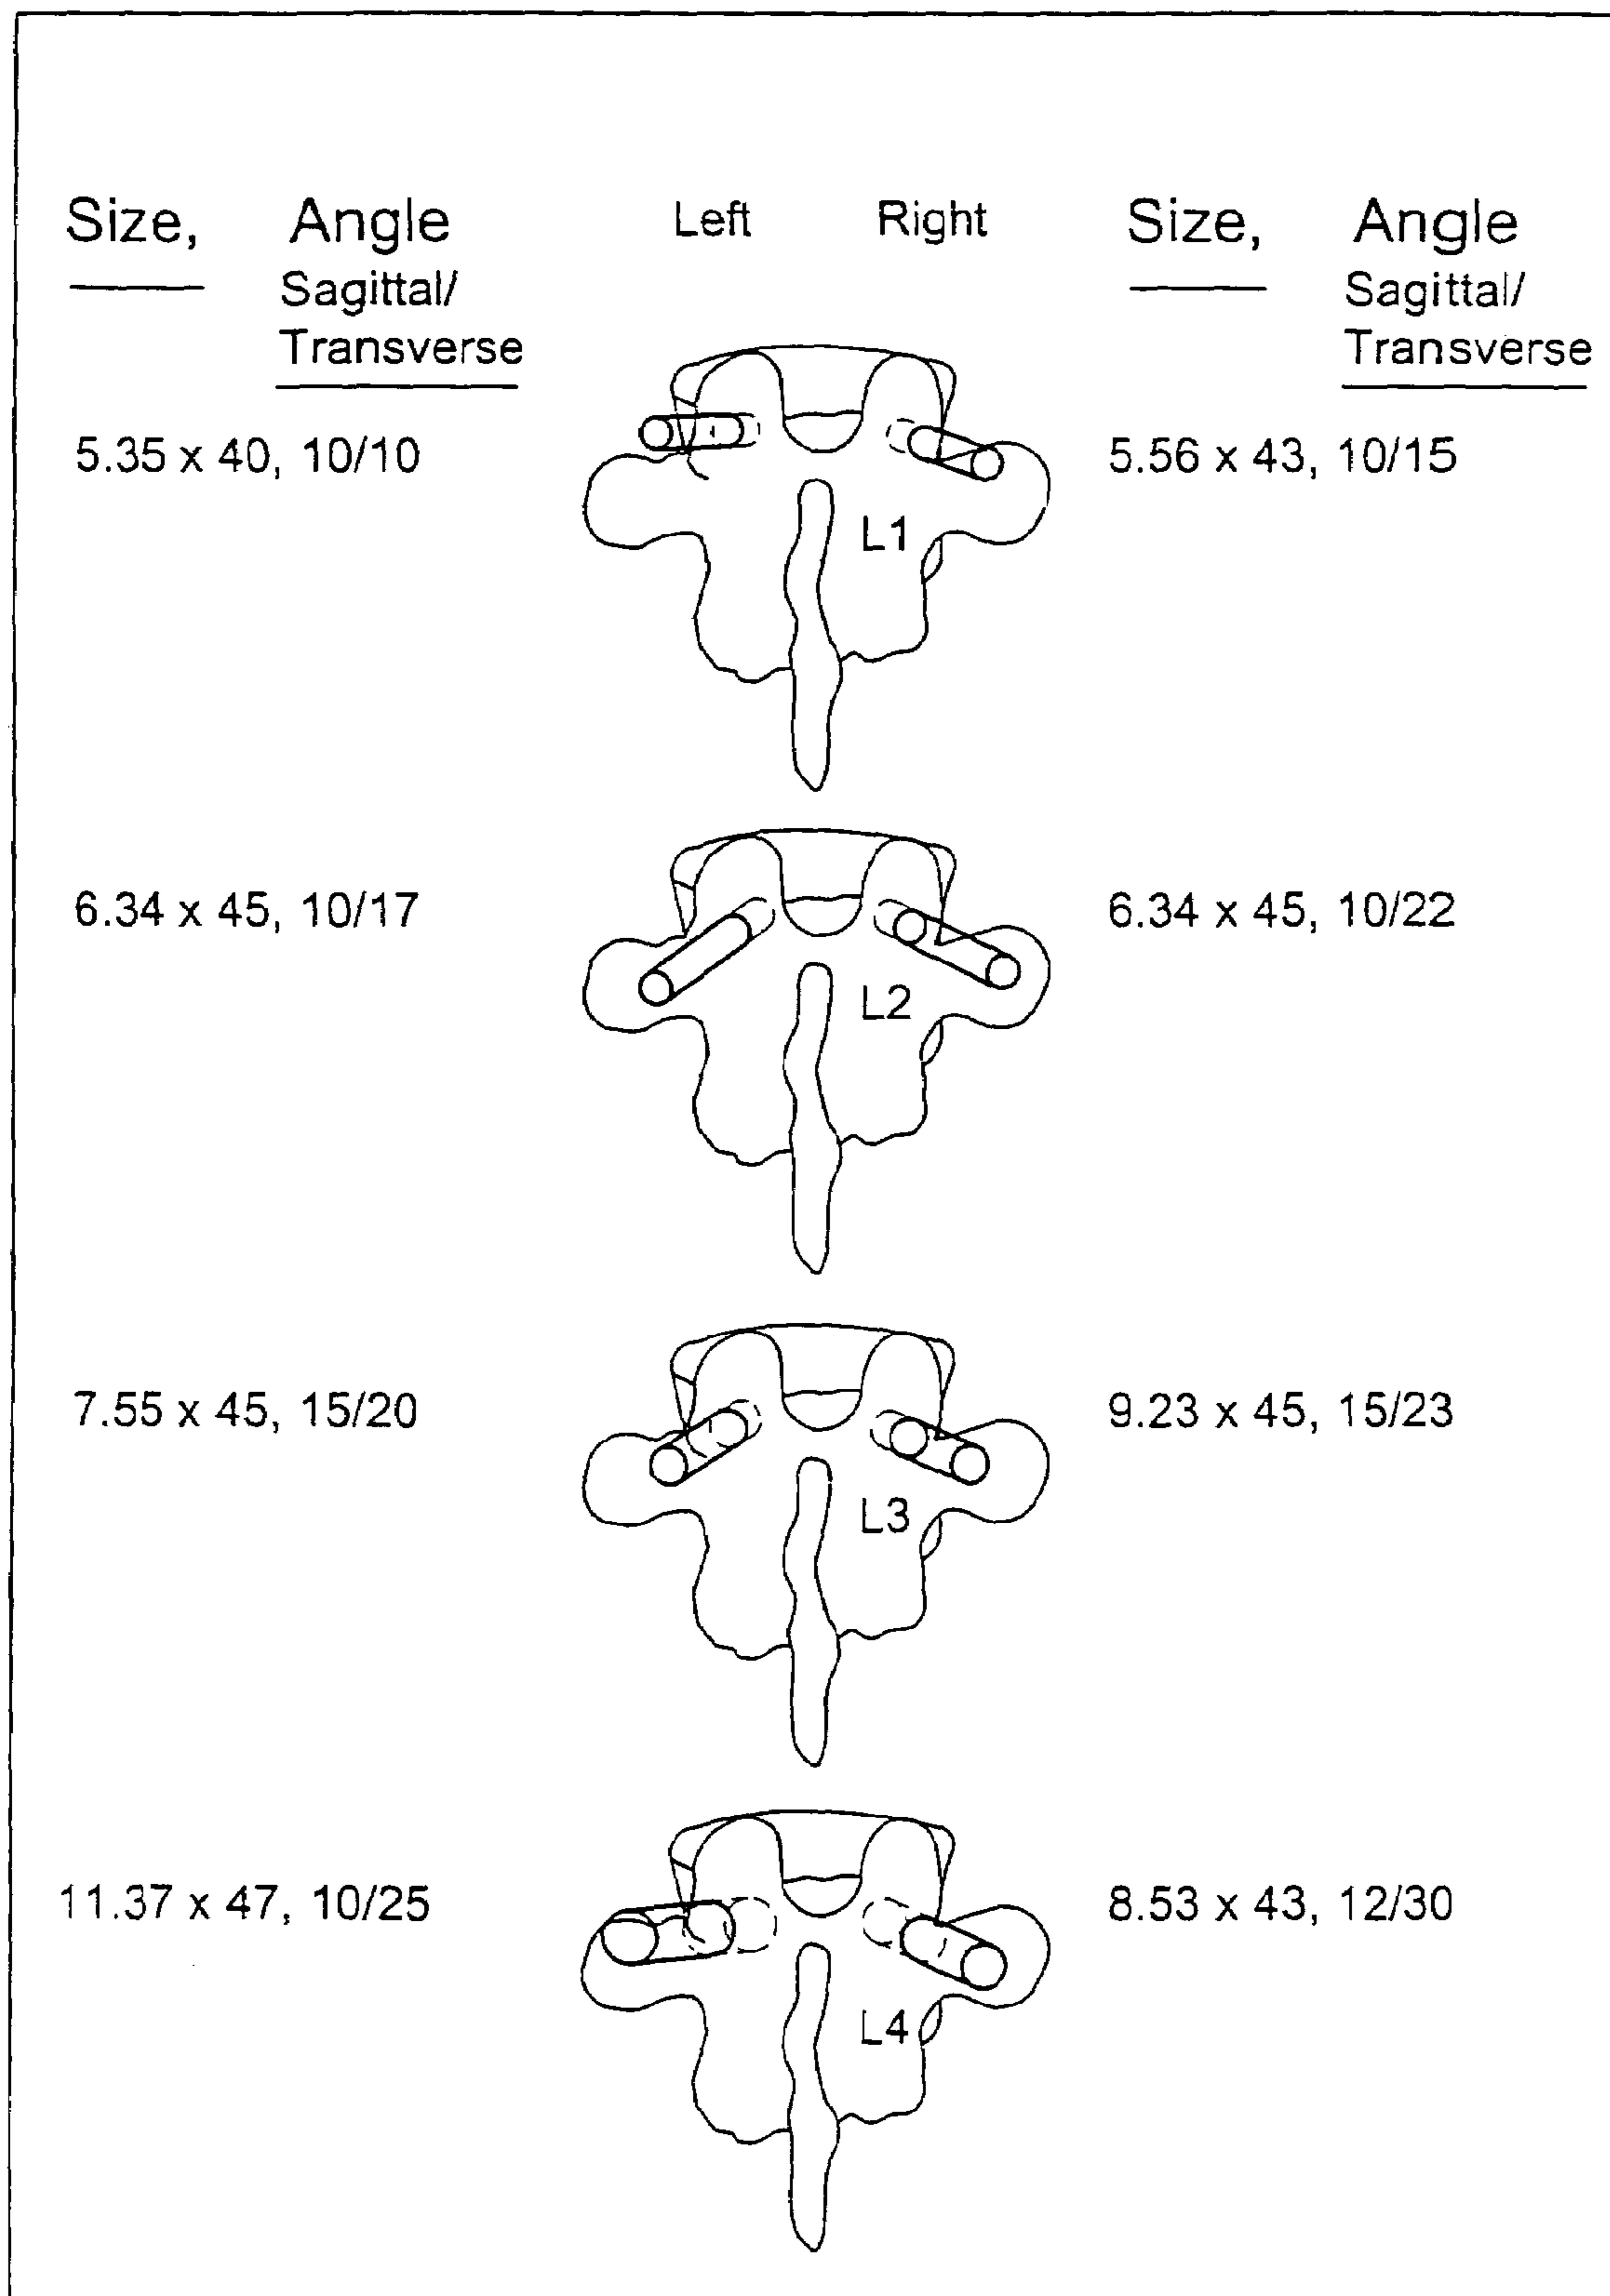 Size, Angle Left Right Size, Angle
Sagittal/ Sagittal/
Transverse Transverse
5.35 x 40, 10/10 5.56 x 43, 10/15
L1
6.34 x 45, 10/17 6.34 x 45, 10/22
L2
7.55 x 45, 15/20 9.23 x 45, 15/23
L3
11.37 x 47, 10/25 8.53 x 43, 12/30
L4